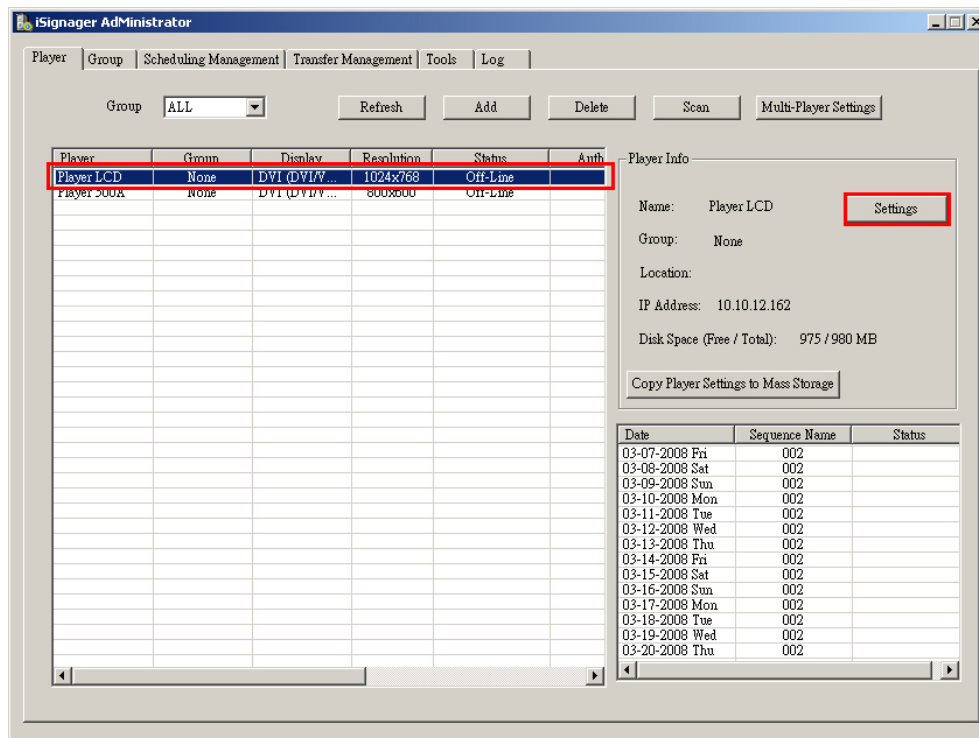 iSignager AdMinistrator
Player Group Scheduling Management Transfer Management Tools Log
Group ALL Refresh Add Delete Scan Multi-Player Settings
Player Group Display Resolution Status Auth
Player LCD None DVI (DVI/V... 1024x768 Off-Line
Player 500A None DVI (DVI/V... 800x600 Off-Line
Player Info
Name: Player LCD Settings
Group: None
Location:
IP Address: 10.10.12.162
Disk Space (Free / Total): 975 / 980 MB
Copy Player Settings to Mass Storage
Date Sequence Name Status
03-07-2008 Fri 002
03-08-2008 Sat 002
03-09-2008 Sun 002
03-10-2008 Mon 002
03-11-2008 Tue 002
03-12-2008 Wed 002
03-13-2008 Thu 002
03-14-2008 Fri 002
03-15-2008 Sat 002
03-16-2008 Sun 002
03-17-2008 Mon 002
03-18-2008 Tue 002
03-19-2008 Wed 002
03-20-2008 Thu 002